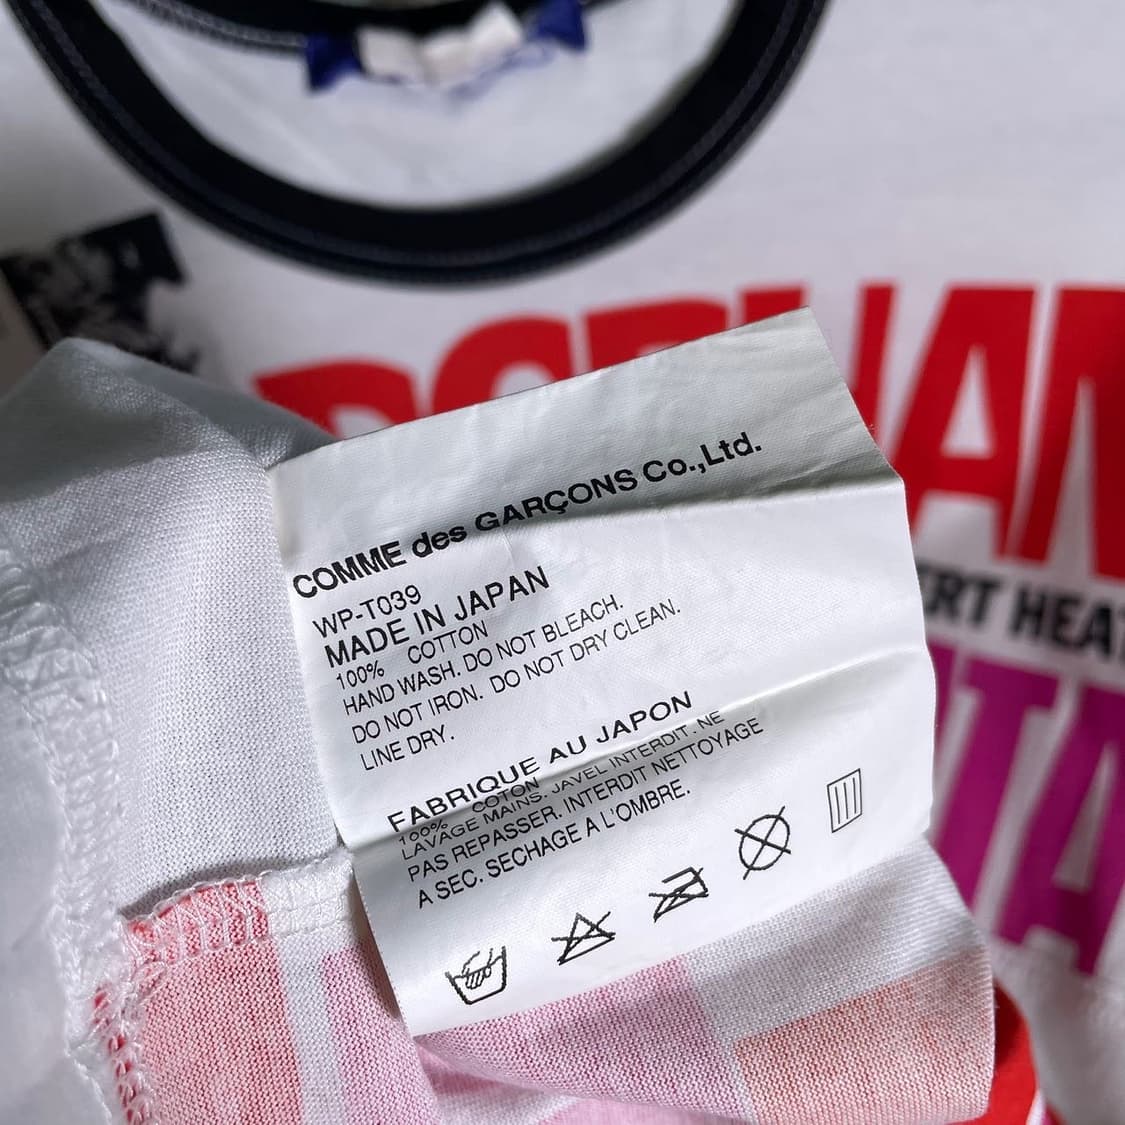 COMME des GARÇONS Co.,Ltd.
WP-T039
MADE IN JAPAN
100% COTTON
HAND WASH. DO NOT BLEACH.
DO NOT IRON. DO NOT DRY CLEAN.
LINE DRY.
FABRIQUE AU JAPON
100% COTON
LAVAGE MAINS. JAVEL INTERDIT. NE
PAS REPASSER. INTERDIT NETTOYAGE
A SEC. SECHAGE A L'OMBRE.